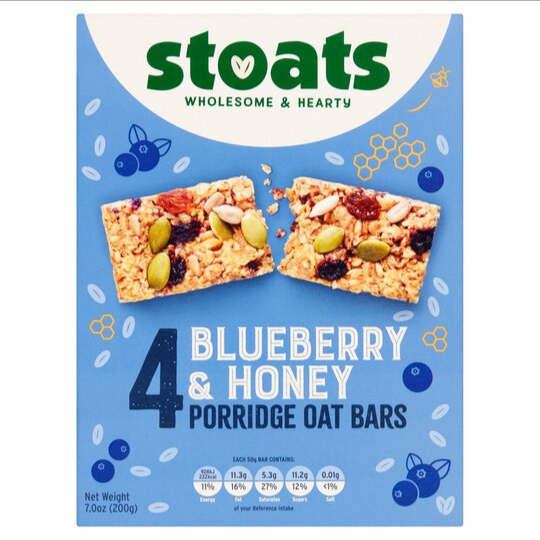 stoats
WHOLESOME & HEARTY
4
BLUEBERRY
& HONEY
PORRIDGE OAT BARS
EACH 50g BAR CONTAINS:
928kJ 11.3g 5.3g 11.2g 0.01g
222kcal
11% 16% 27% 12% <1%
Energy Fat Saturates Sugars Salt
of your Reference Intake
Net Weight
7.0oz (200g)